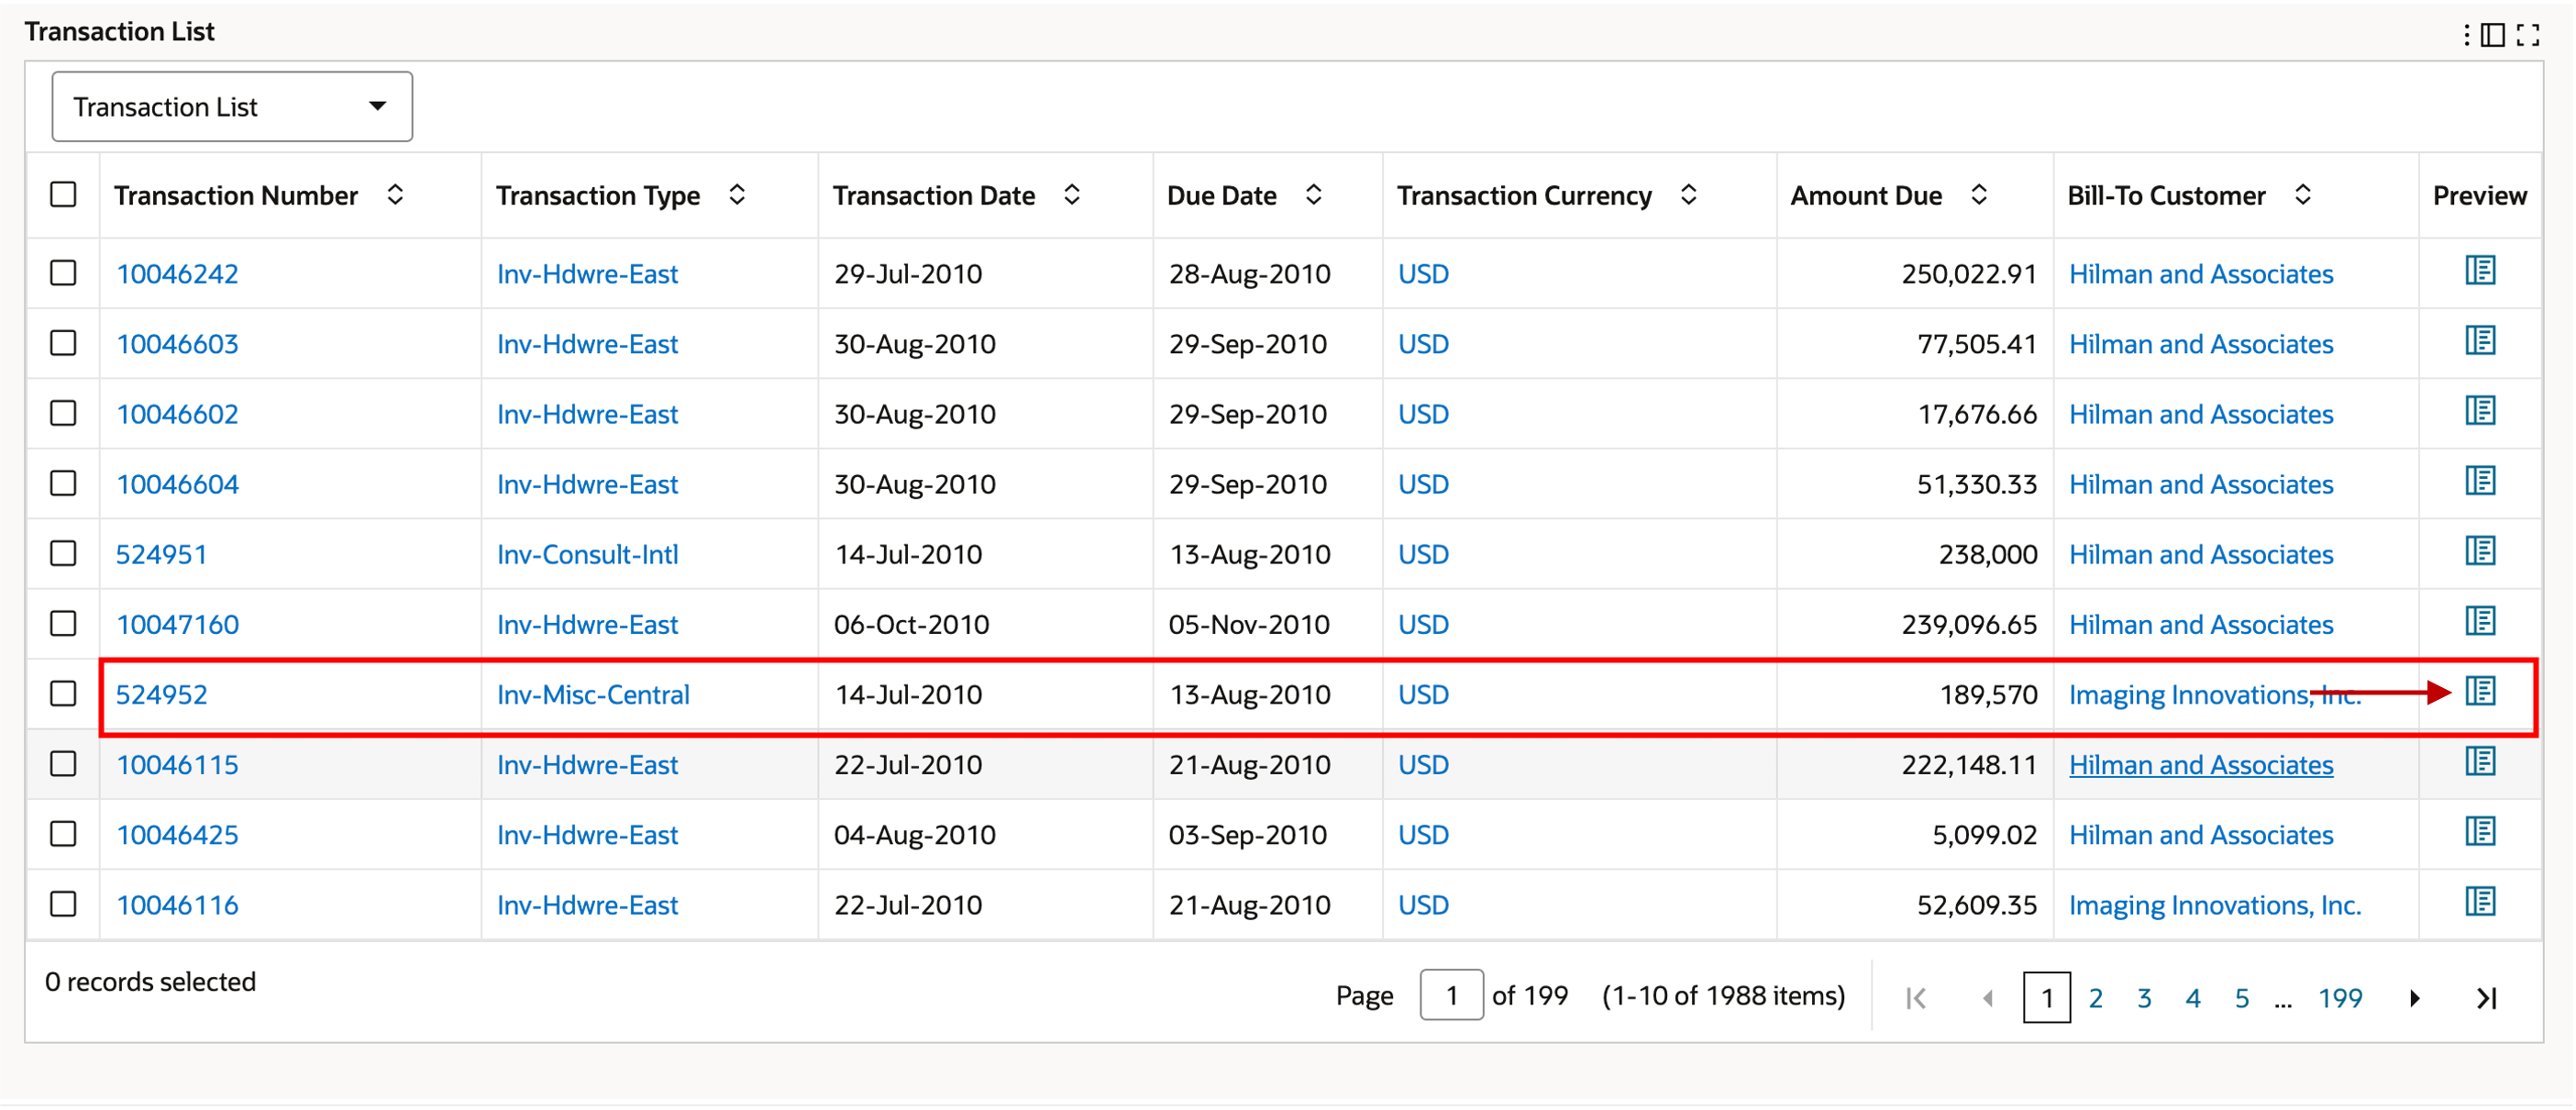 Transaction List
Transaction List
Transaction Number Transaction Type Transaction Date Due Date Transaction Currency Amount Due Bill-To Customer Preview
10046242 Inv-Hdwre-East 29-Jul-2010 28-Aug-2010 USD 250,022.91 Hilman and Associates
10046603 Inv-Hdwre-East 30-Aug-2010 29-Sep-2010 USD 77,505.41 Hilman and Associates
10046602 Inv-Hdwre-East 30-Aug-2010 29-Sep-2010 USD 17,676.66 Hilman and Associates
10046604 Inv-Hdwre-East 30-Aug-2010 29-Sep-2010 USD 51,330.33 Hilman and Associates
524951 Inv-Consult-Intl 14-Jul-2010 13-Aug-2010 USD 238,000 Hilman and Associates
10047160 Inv-Hdwre-East 06-Oct-2010 05-Nov-2010 USD 239,096.65 Hilman and Associates
524952 Inv-Misc-Central 14-Jul-2010 13-Aug-2010 USD 189,570 Imaging Innovations, Inc.
10046115 Inv-Hdwre-East 22-Jul-2010 21-Aug-2010 USD 222,148.11 Hilman and Associates
10046425 Inv-Hdwre-East 04-Aug-2010 03-Sep-2010 USD 5,099.02 Hilman and Associates
10046116 Inv-Hdwre-East 22-Jul-2010 21-Aug-2010 USD 52,609.35 Imaging Innovations, Inc.
0 records selected Page 1 of 199 (1-10 of 1988 items) 1 2 3 4 5 ... 199